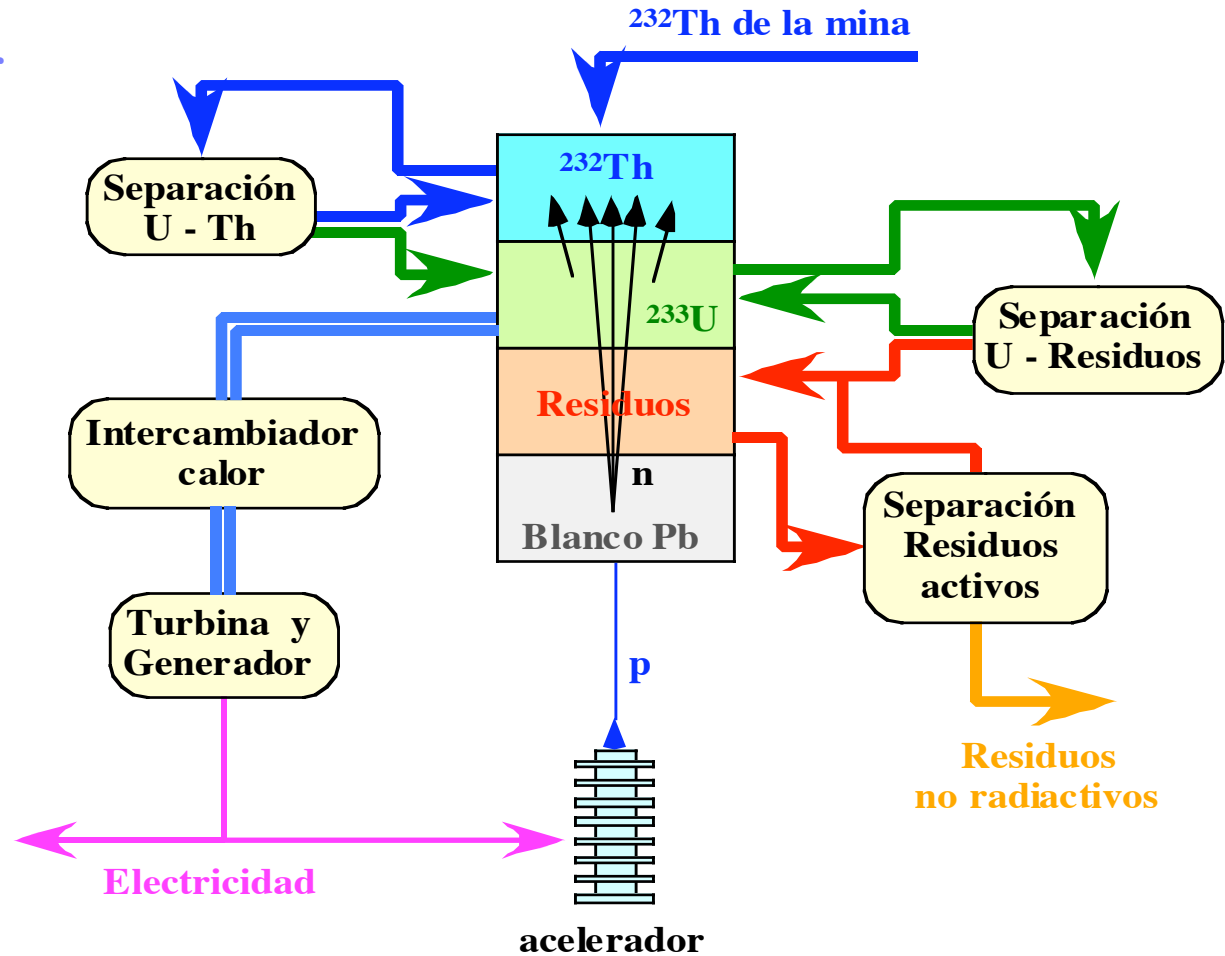 ²³²Th de la mina
²³²Th
Separación
U - Th
²³³U
Separación
U - Residuos
Residuos
Intercambiador
calor
n
Blanco Pb
Separación
Residuos
activos
Turbina y
Generador
p
Residuos
no radiactivos
Electricidad
acelerador